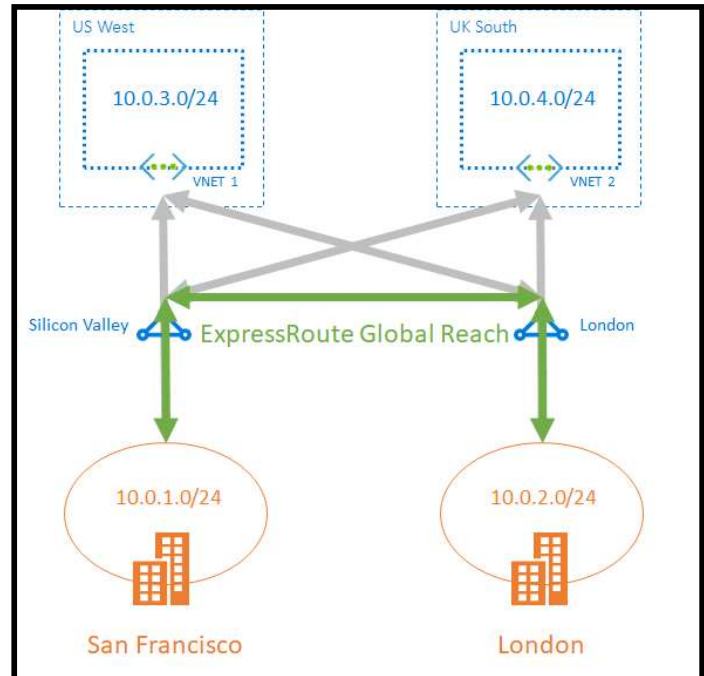 US West
UK South
10.0.3.0/24
10.0.4.0/24
VNET 1
VNET 2
Silicon Valley
ExpressRoute Global Reach
London
10.0.1.0/24
10.0.2.0/24
San Francisco
London